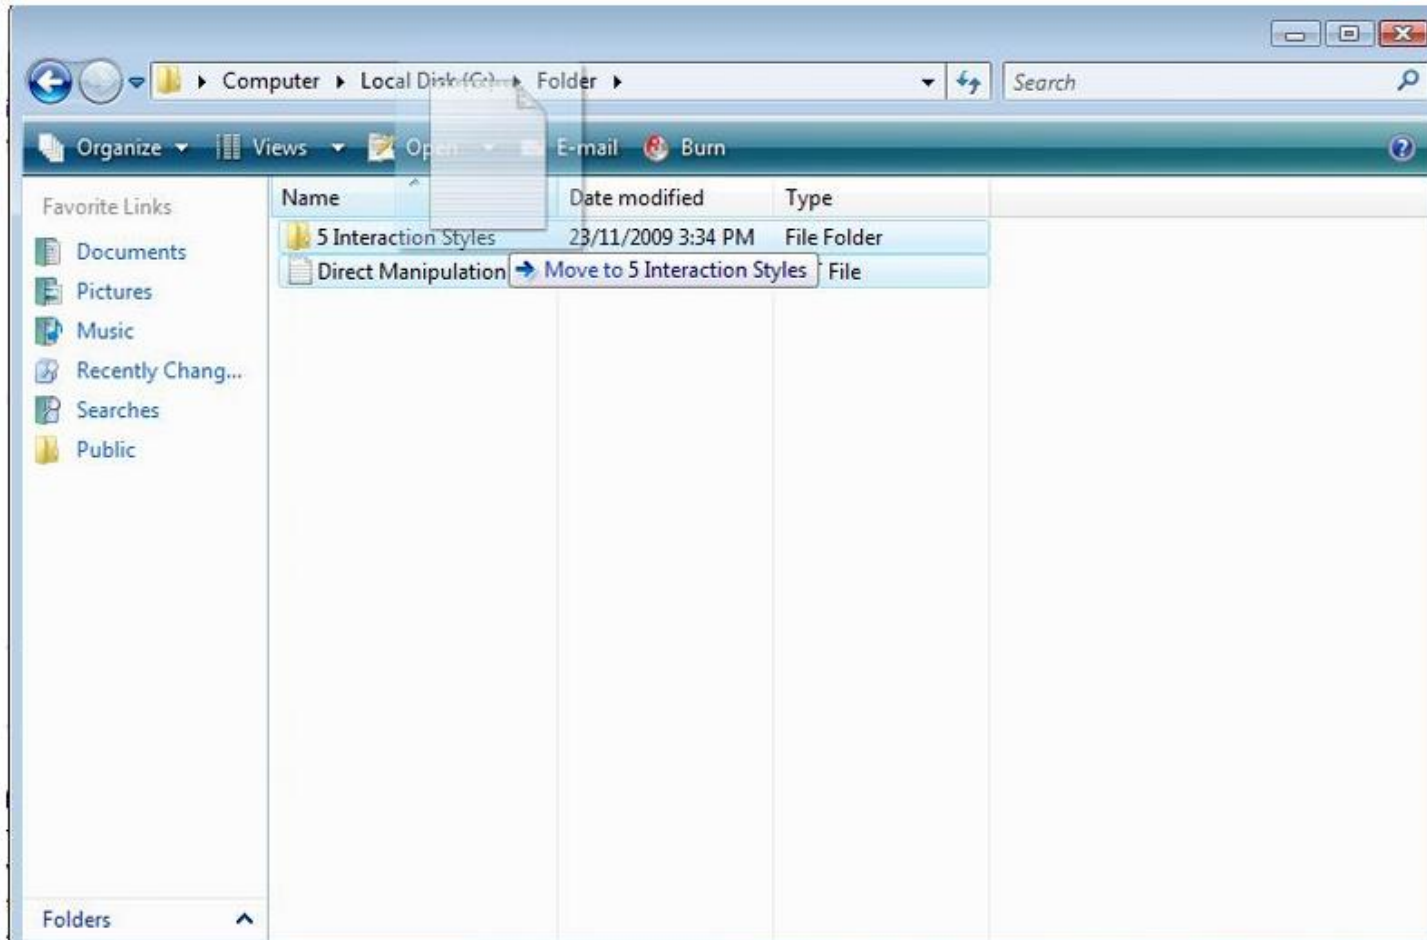 Computer Local Disk (C:) Folder Search
Organize Views Open E-mail Burn
Favorite Links
Documents
Pictures
Music
Recently Chang...
Searches
Public
Folders
Name Date modified Type
5 Interaction Styles 23/11/2009 3:34 PM File Folder
Direct Manipulation Move to 5 Interaction Styles File